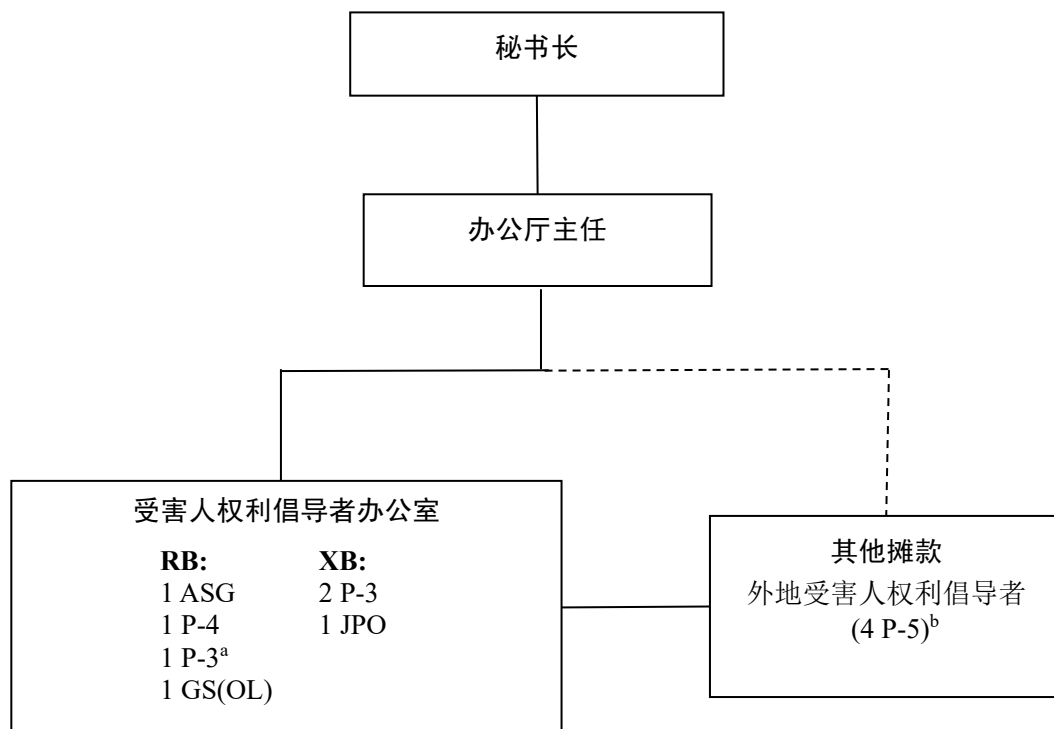 秘书长
办公厅主任
受害人权利倡导者办公室
RB:
1 ASG
1 P-4
1 P-3a
1 GS(OL)
XB:
2 P-3
1 JPO
其他摊款
外地受害人权利倡导者
(4 P-5)b